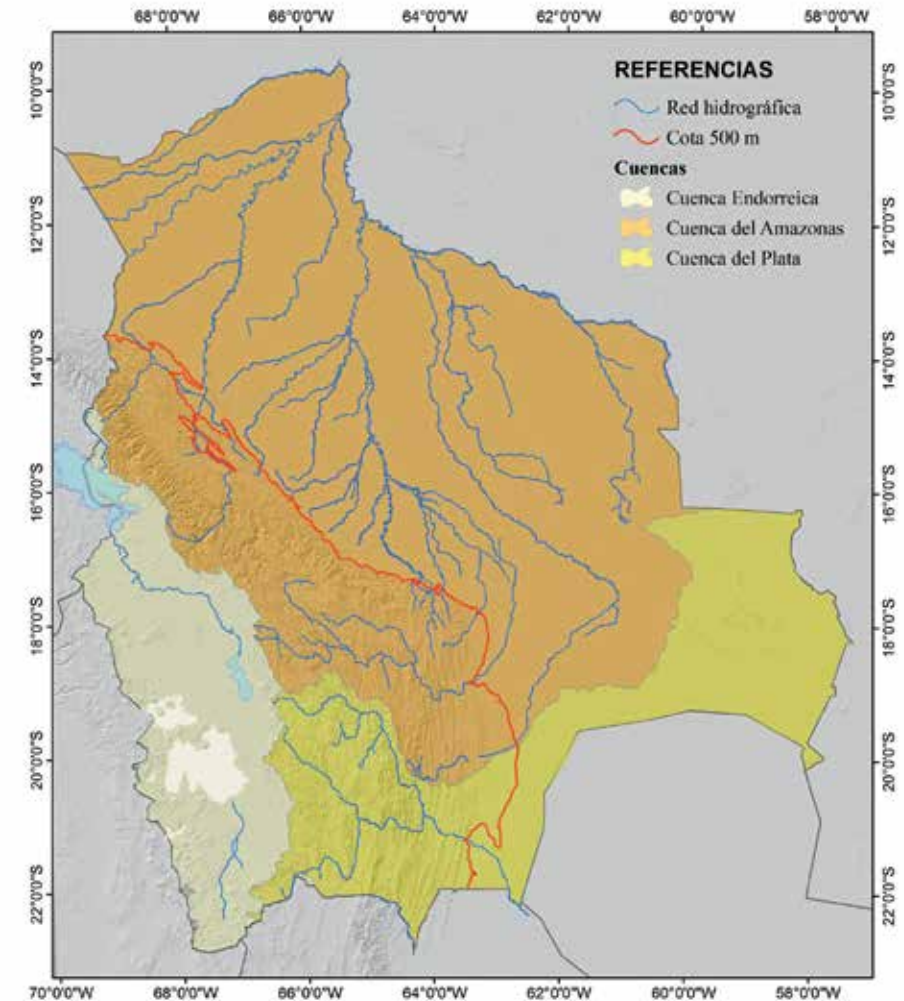 68°0'0"W 66°0'0"W 64°0'0"W 62°0'0"W 60°0'0"W 58°0'0"W
REFERENCIAS
Red hidrográfica
Cota 500 m
Cuencas
Cuenca Endorreica
Cuenca del Amazonas
Cuenca del Plata
10°0'0"S 10°0'0"S
12°0'0"S 12°0'0"S
14°0'0"S 14°0'0"S
16°0'0"S 16°0'0"S
18°0'0"S 18°0'0"S
20°0'0"S 20°0'0"S
22°0'0"S 22°0'0"S
70°0'0"W 68°0'0"W 66°0'0"W 64°0'0"W 62°0'0"W 60°0'0"W 58°0'0"W